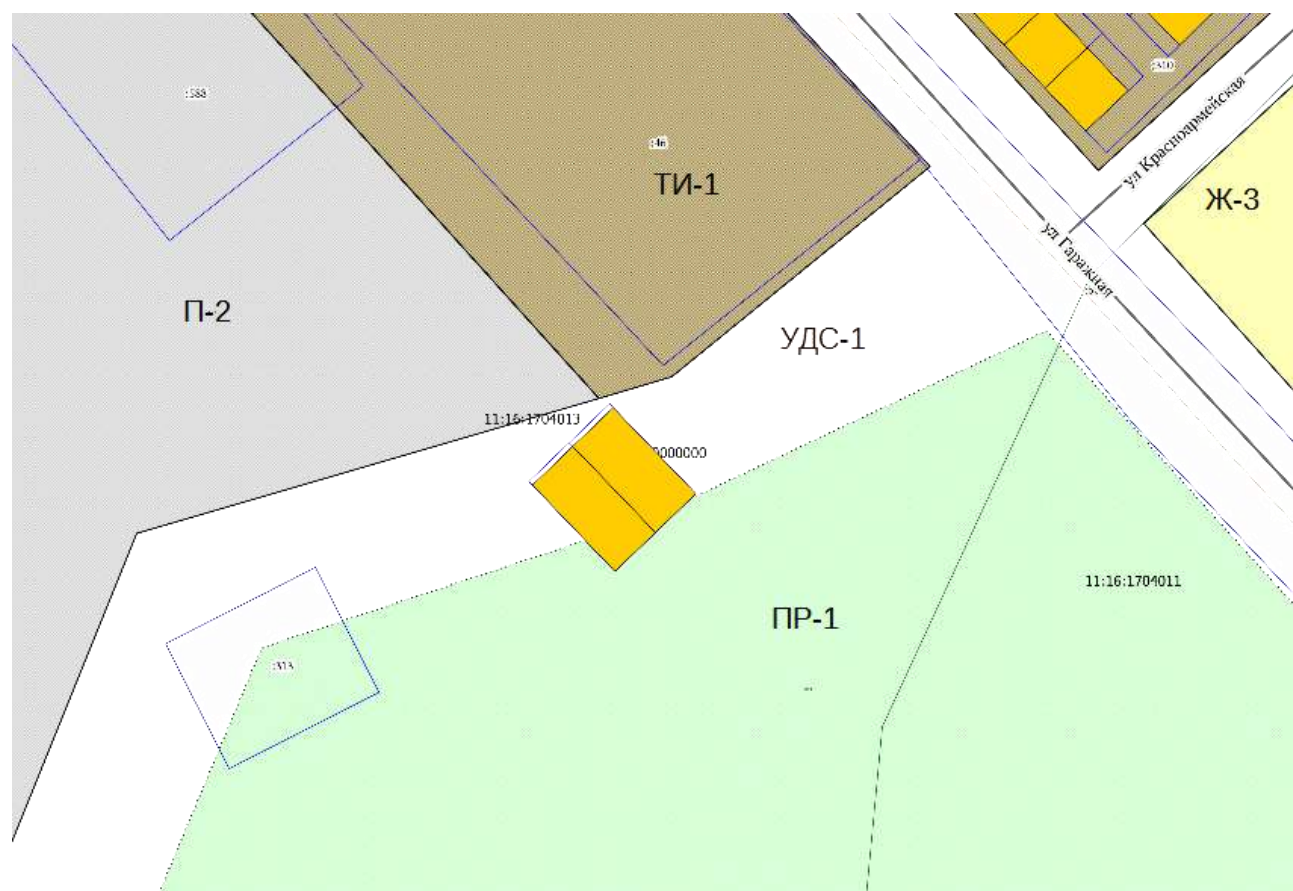 :588
:310
:46
ТИ-1
ул Красноармейская
Ж-3
ул Гаражная
П-2
УДС-1
11:16:1704013
0000000
11:16:1704011
ПР-1
:313